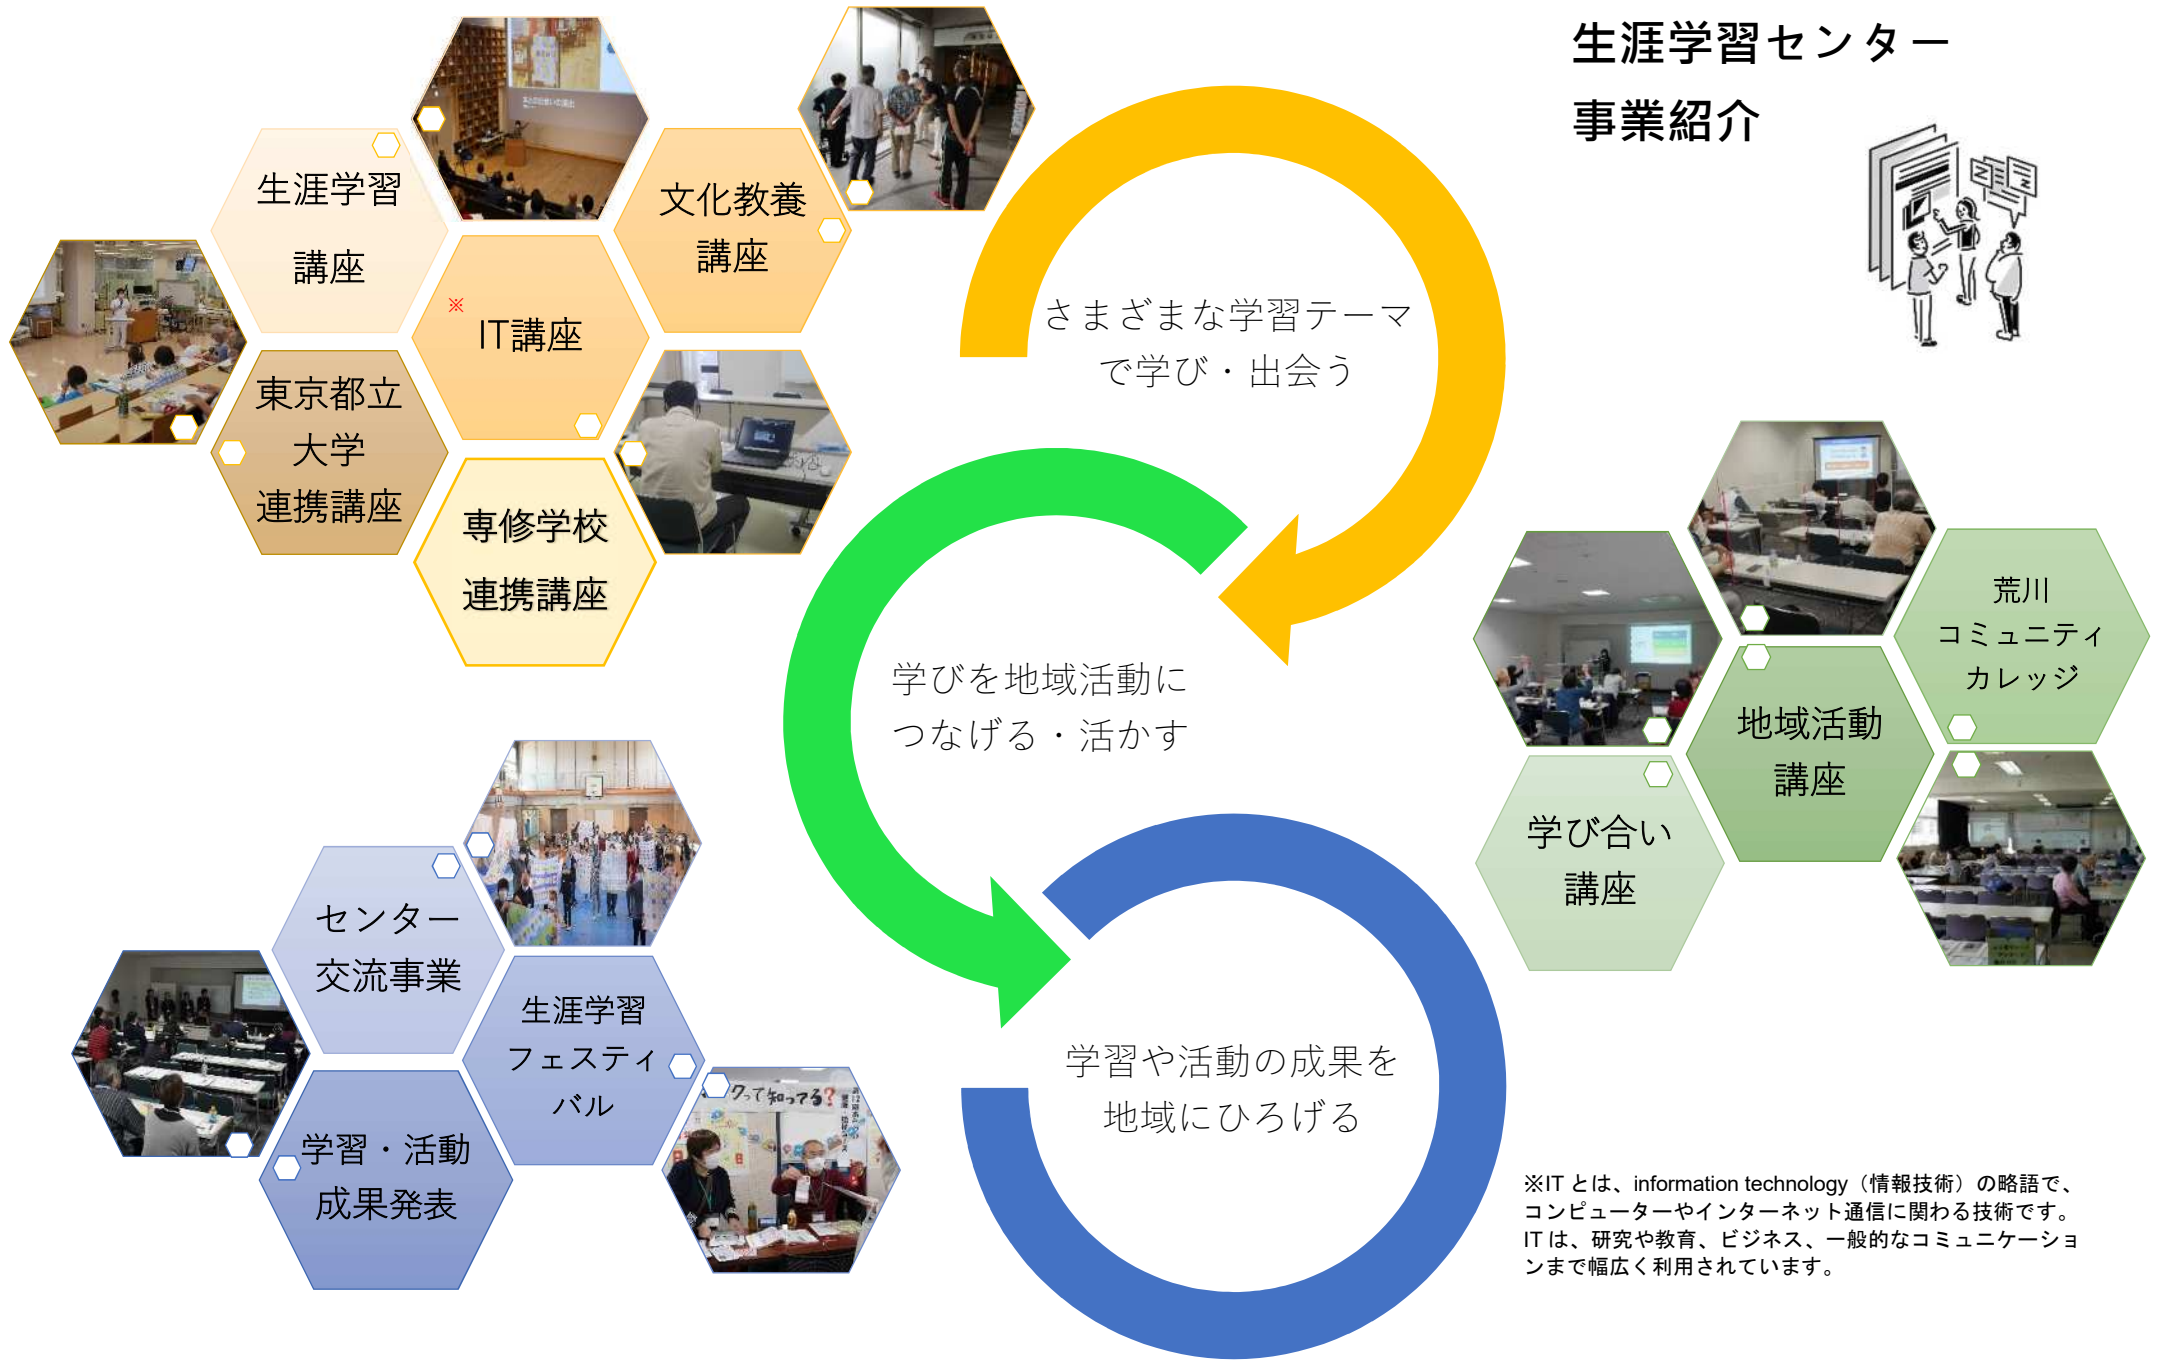 生涯学習センター
事業紹介
生涯学習
講座
文化教養
講座
※
IT講座
東京都立
大学
連携講座
専修学校
連携講座
さまざまな学習テーマ
で学び・出会う
学びを地域活動に
つなげる・活かす
荒川
コミュニティ
カレッジ
地域活動
講座
学び合い
講座
センター
交流事業
生涯学習
フェスティ
バル
学習・活動
成果発表
クって知ってる?
学習や活動の成果を
地域にひろげる
※IT とは、information technology（情報技術）の略語で、
コンピューターやインターネット通信に関わる技術です。
IT は、研究や教育、ビジネス、一般的なコミュニケーショ
ンまで幅広く利用されています。